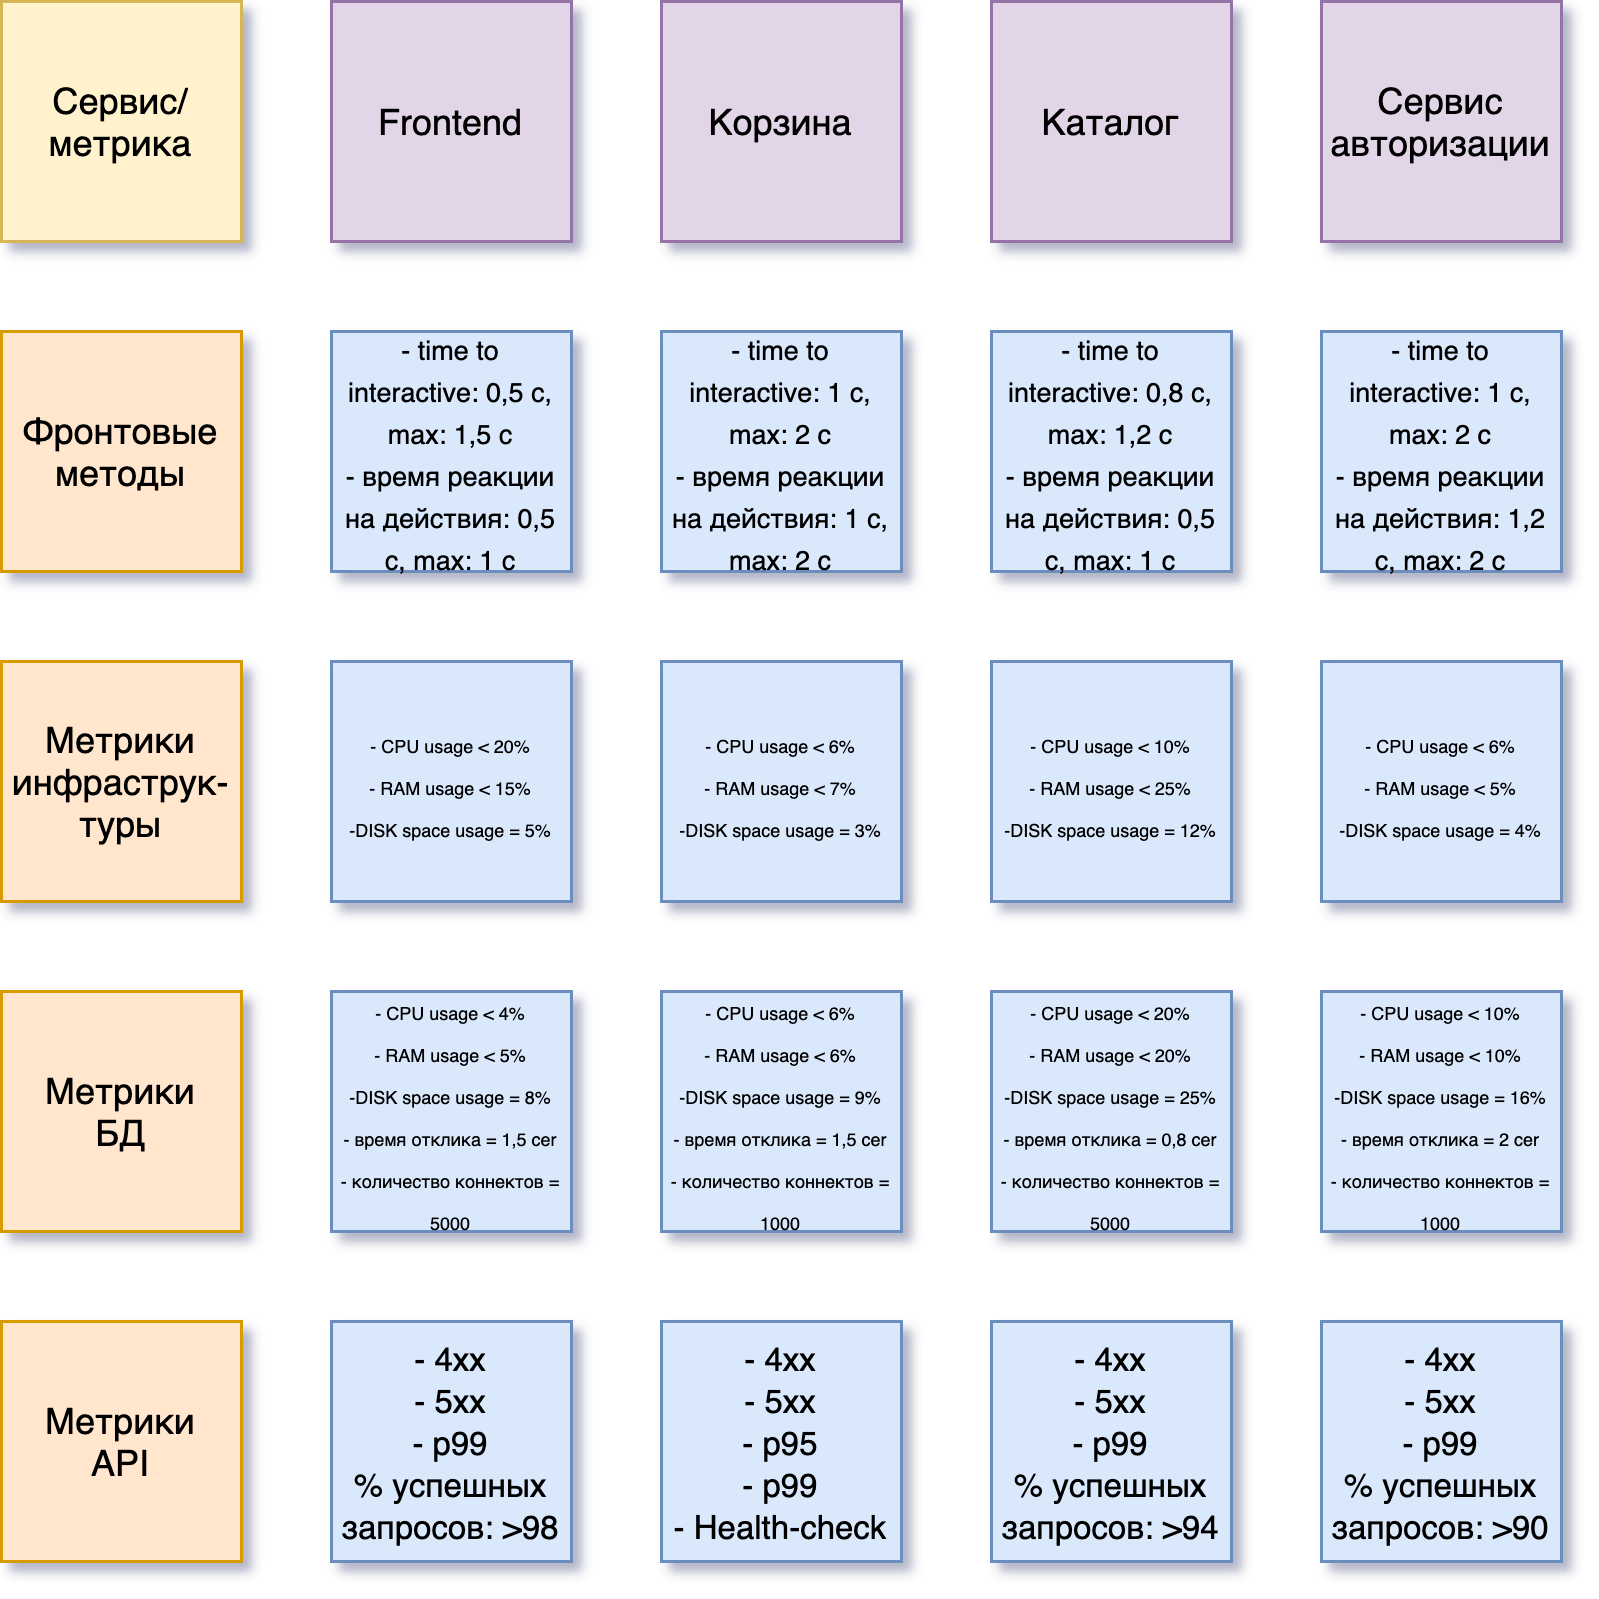 Сервис/
метрика
Frontend
Корзина
Каталог
Сервис
авторизации
Фронтовые
методы
- time to
interactive: 0,5 с,
max: 1,5 с
- время реакции
на действия: 0,5
с, max: 1 с
- time to
interactive: 1 с,
max: 2 с
- время реакции
на действия: 1 с,
max: 2 с
- time to
interactive: 0,8 с,
max: 1,2 с
- время реакции
на действия: 0,5
с, max: 1 с
- time to
interactive: 1 с,
max: 2 с
- время реакции
на действия: 1,2
с, max: 2 с
Метрики
инфраструк-
туры
- CPU usage < 20%
- RAM usage < 15%
-DISK space usage = 5%
- CPU usage < 6%
- RAM usage < 7%
-DISK space usage = 3%
- CPU usage < 10%
- RAM usage < 25%
-DISK space usage = 12%
- CPU usage < 6%
- RAM usage < 5%
-DISK space usage = 4%
Метрики
БД
- CPU usage < 4%
- RAM usage < 5%
-DISK space usage = 8%
- время отклика = 1,5 сег
- количество коннектов =
5000
- CPU usage < 6%
- RAM usage < 6%
-DISK space usage = 9%
- время отклика = 1,5 сег
- количество коннектов =
1000
- CPU usage < 20%
- RAM usage < 20%
-DISK space usage = 25%
- время отклика = 0,8 сег
- количество коннектов =
5000
- CPU usage < 10%
- RAM usage < 10%
-DISK space usage = 16%
- время отклика = 2 сег
- количество коннектов =
1000
Метрики
API
- 4xx
- 5xx
- p99
% успешных
запросов: >98
- 4xx
- 5xx
- p95
- p99
- Health-check
- 4xx
- 5xx
- p99
% успешных
запросов: >94
- 4xx
- 5xx
- p99
% успешных
запросов: >90